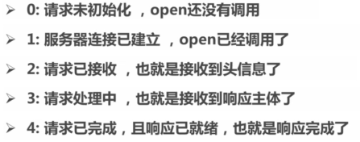 ➢ 0: 请求未初始化 ，open还没有调用
➢ 1: 服务器连接已建立 ，open已经调用了
➢ 2: 请求已接收 ，也就是接收到头信息了
➢ 3: 请求处理中 ，也就是接收到响应主体了
➢ 4: 请求已完成，且响应已就绪 ，也就是响应完成了